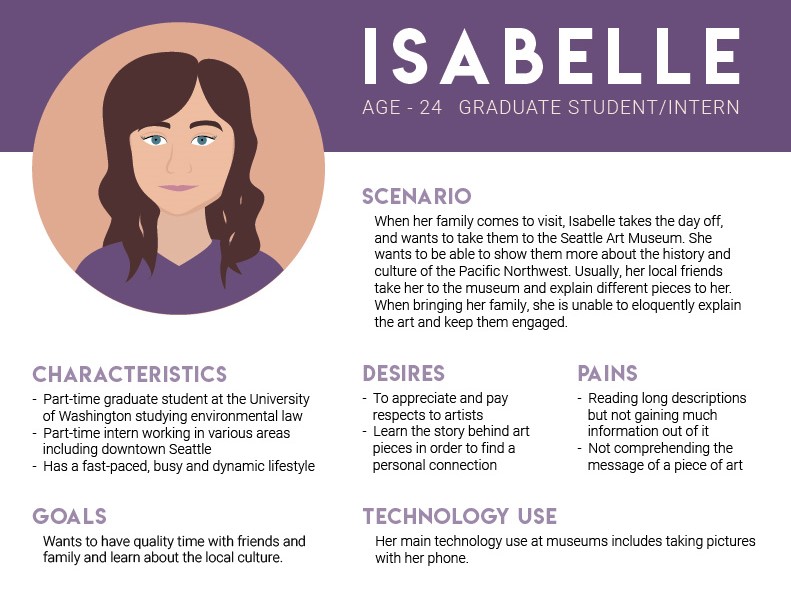 ISABELLE
AGE - 24 GRADUATE STUDENT/INTERN
SCENARIO
When her family comes to visit, Isabelle takes the day off,
and wants to take them to the Seattle Art Museum. She
wants to be able to show them more about the history and
culture of the Pacific Northwest. Usually, her local friends
take her to the museum and explain different pieces to her.
When bringing her family, she is unable to eloquently explain
the art and keep them engaged.
CHARACTERISTICS
- Part-time graduate student at the University
of Washington studying environmental law
- Part-time intern working in various areas
including downtown Seattle
- Has a fast-paced, busy and dynamic lifestyle
DESIRES
- To appreciate and pay
respects to artists
- Learn the story behind art
pieces in order to find a
personal connection
PAINS
- Reading long descriptions
but not gaining much
information out of it
- Not comprehending the
message of a piece of art
GOALS
Wants to have quality time with friends and
family and learn about the local culture.
TECHNOLOGY USE
Her main technology use at museums includes taking pictures
with her phone.